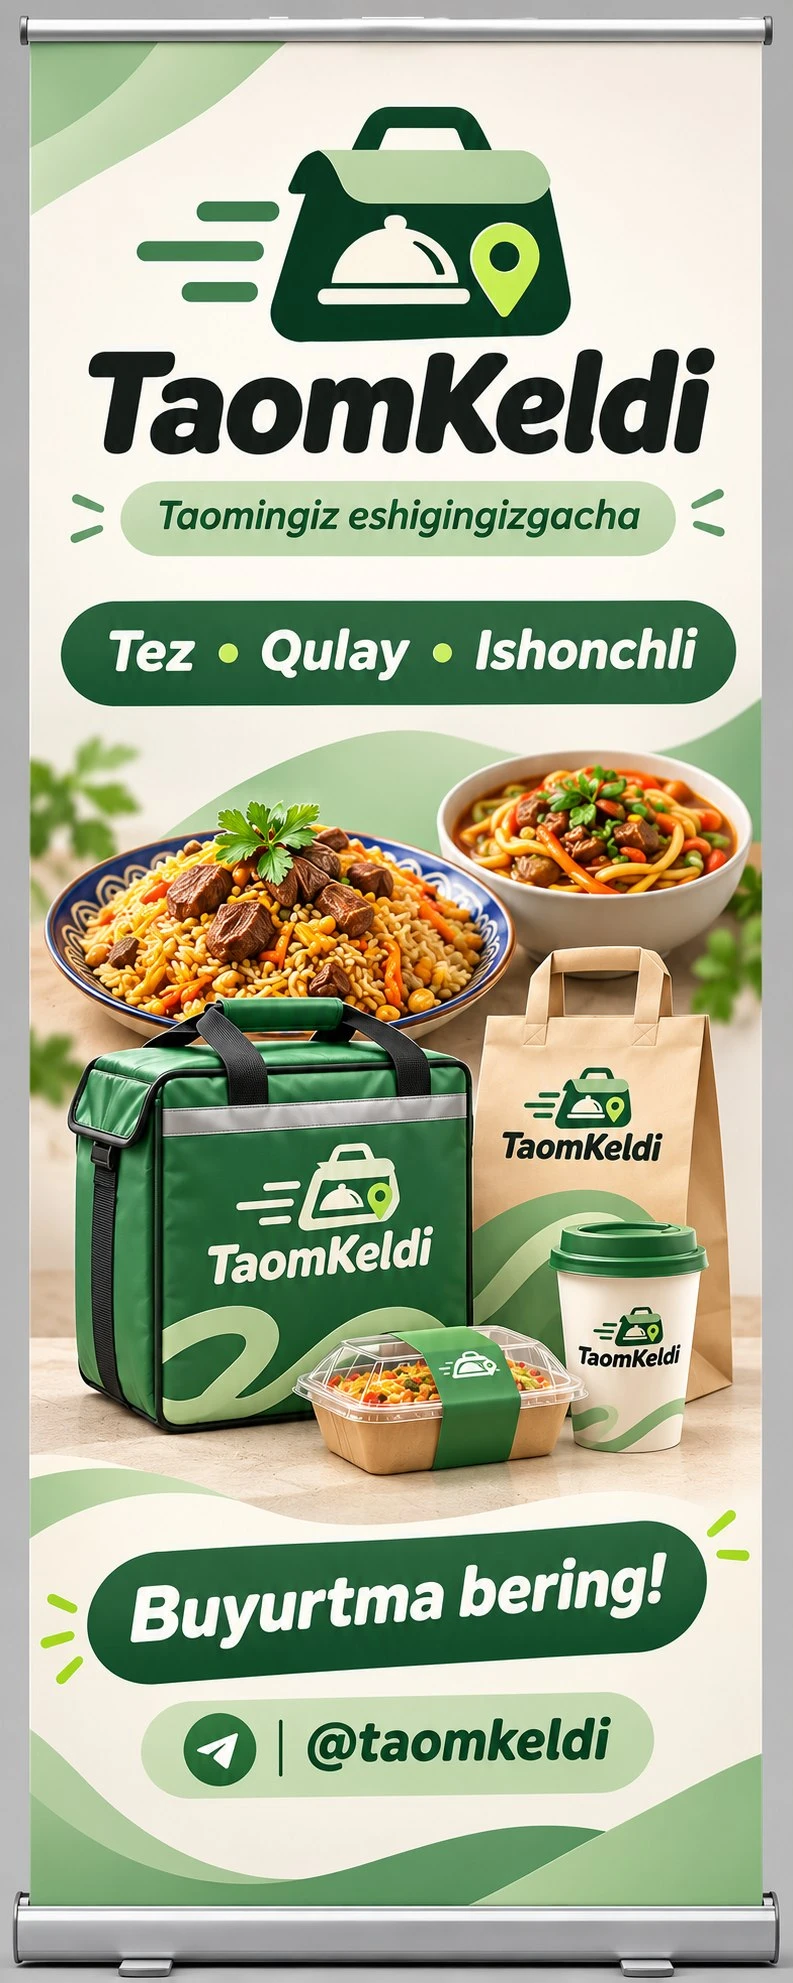 TaomKeldi
Taomingiz eshigingizgacha
Tez • Qulay • Ishonchli
TaomKeldi
TaomKeldi
TaomKeldi
Buyurtma bering!
@taomkeldi